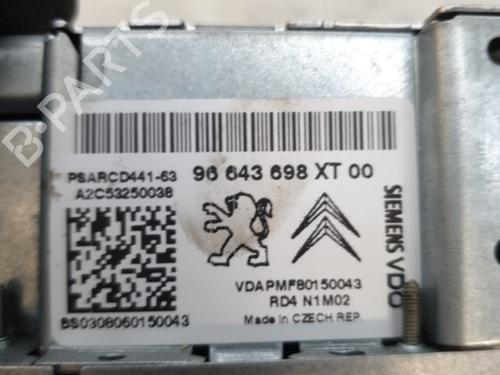 PSARCD441-63
96 643 698 XT 00
A2C53250038
SIEMENS VDO
VDAPMF80150043
RD4 N1M02
BS0308060150043
Made in CZECH REP.
B-PARTS